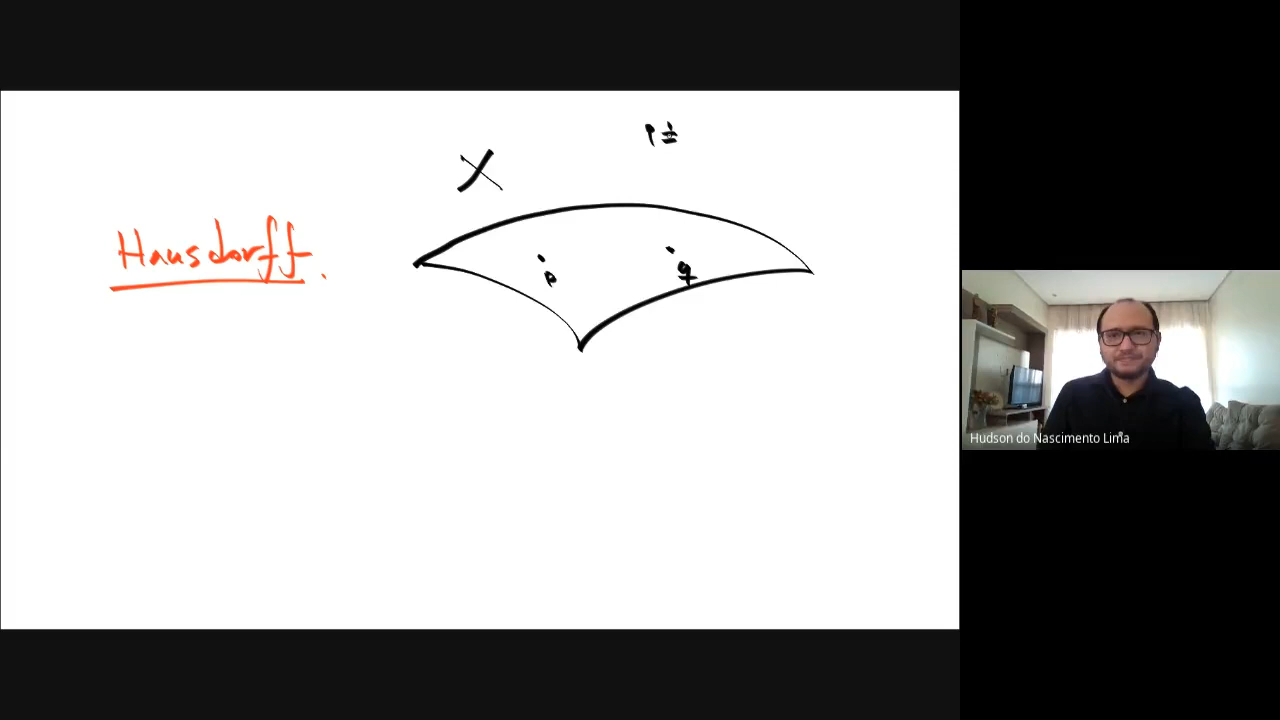 p ≠
X
Hausdorff.
p
q
Hudson do Nascimento Lima